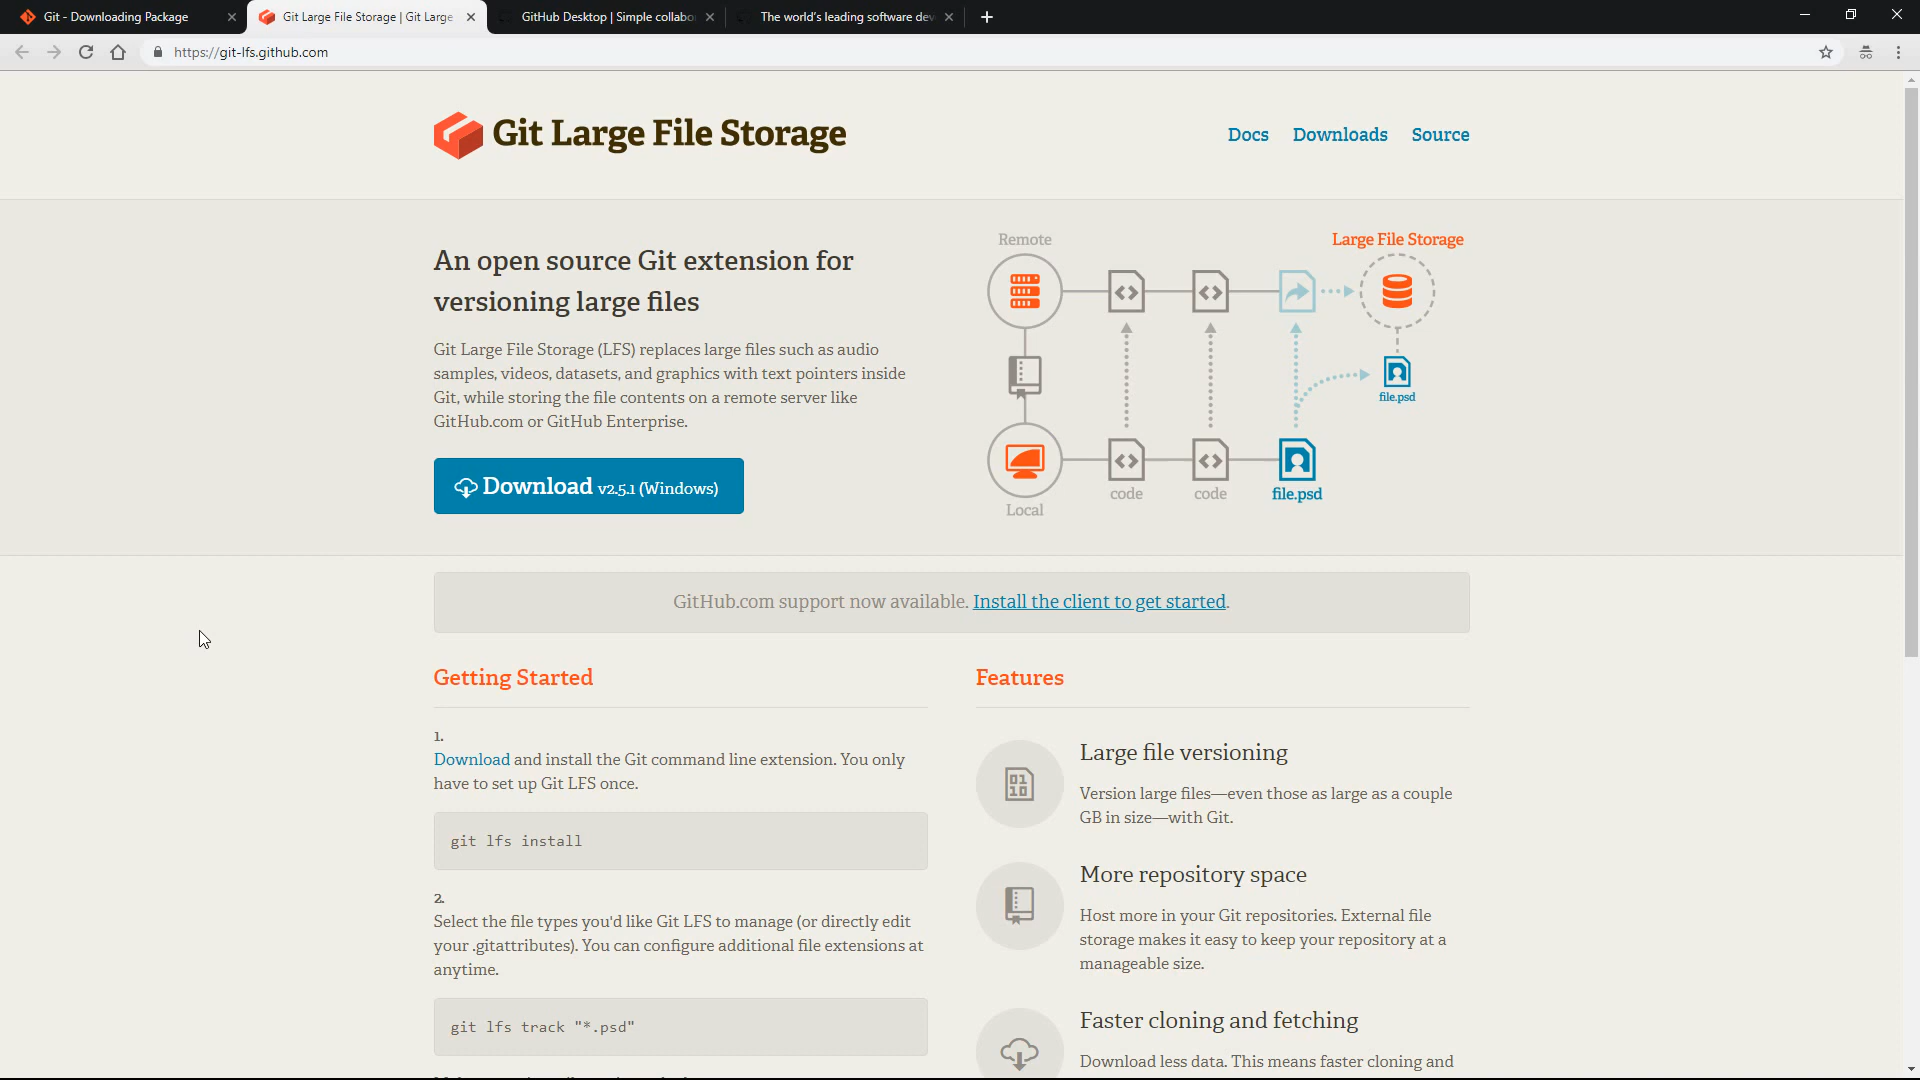 Git - Downloading Package
Git Large File Storage | Git Large
GitHub Desktop | Simple collabo
The world's leading software dev
https://git-lfs.github.com
Git Large File Storage
Docs Downloads Source
An open source Git extension for
versioning large files
Git Large File Storage (LFS) replaces large files such as audio
samples, videos, datasets, and graphics with text pointers inside
Git, while storing the file contents on a remote server like
GitHub.com or GitHub Enterprise.
Download v2.5.1 (Windows)
Remote
Large File Storage
file.psd
code
code
file.psd
Local
GitHub.com support now available. Install the client to get started.
Getting Started
1.
Download and install the Git command line extension. You only
have to set up Git LFS once.
git lfs install
2.
Select the file types you'd like Git LFS to manage (or directly edit
your .gitattributes). You can configure additional file extensions at
anytime.
git lfs track "*.psd"
Features
Large file versioning
Version large files—even those as large as a couple
GB in size—with Git.
More repository space
Host more in your Git repositories. External file
storage makes it easy to keep your repository at a
manageable size.
Faster cloning and fetching
Download less data. This means faster cloning and